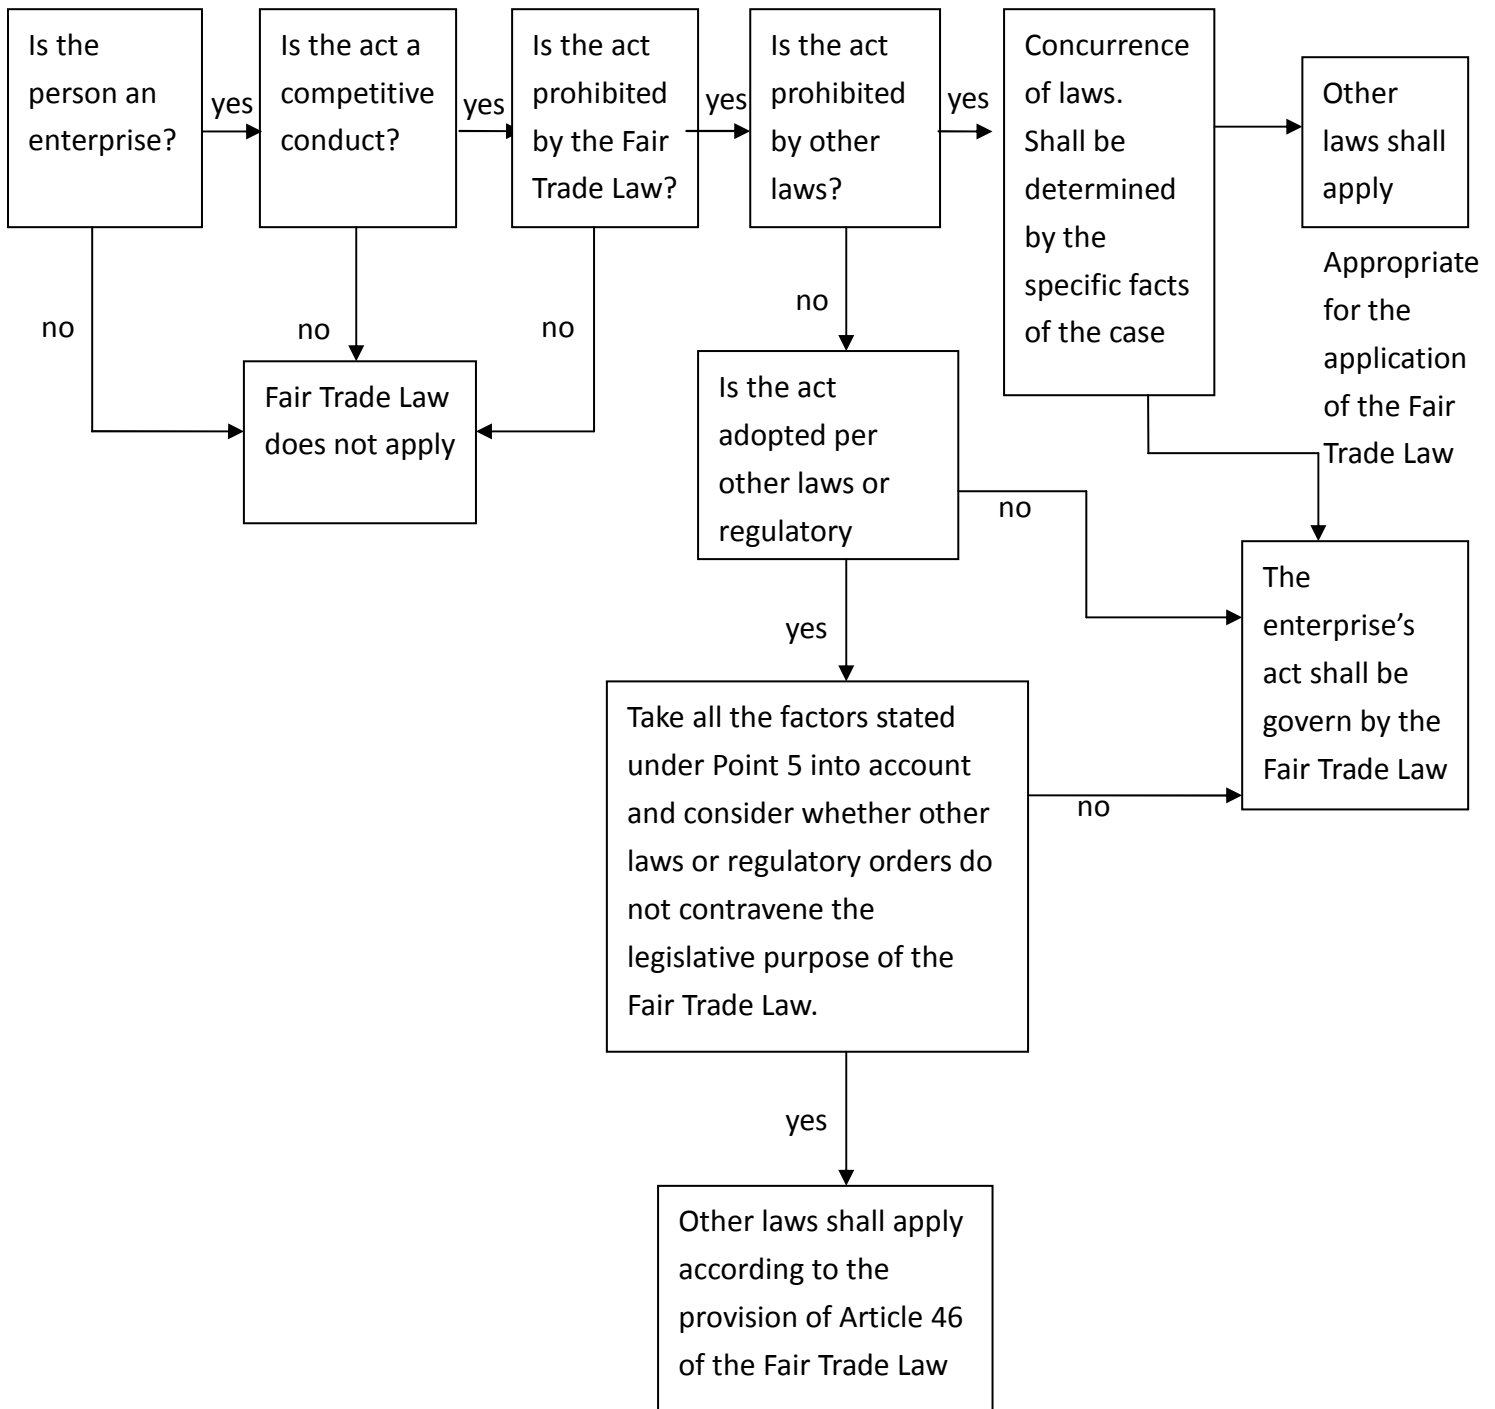 Is the
person an
enterprise?
yes
Is the act a
competitive
conduct?
yes
Is the act
prohibited
by the Fair
Trade Law?
yes
Is the act
prohibited
by other
laws?
yes
Concurrence
of laws.
Shall be
determined
by the
specific facts
of the case
Other
laws shall
apply
Appropriate
for the
application
of the Fair
Trade Law
no
no
no
no
Fair Trade Law
does not apply
Is the act
adopted per
other laws or
regulatory
no
yes
The
enterprise’s
act shall be
govern by the
Fair Trade Law
Take all the factors stated
under Point 5 into account
and consider whether other
laws or regulatory orders do
not contravene the
legislative purpose of the
Fair Trade Law.
no
yes
Other laws shall apply
according to the
provision of Article 46
of the Fair Trade Law